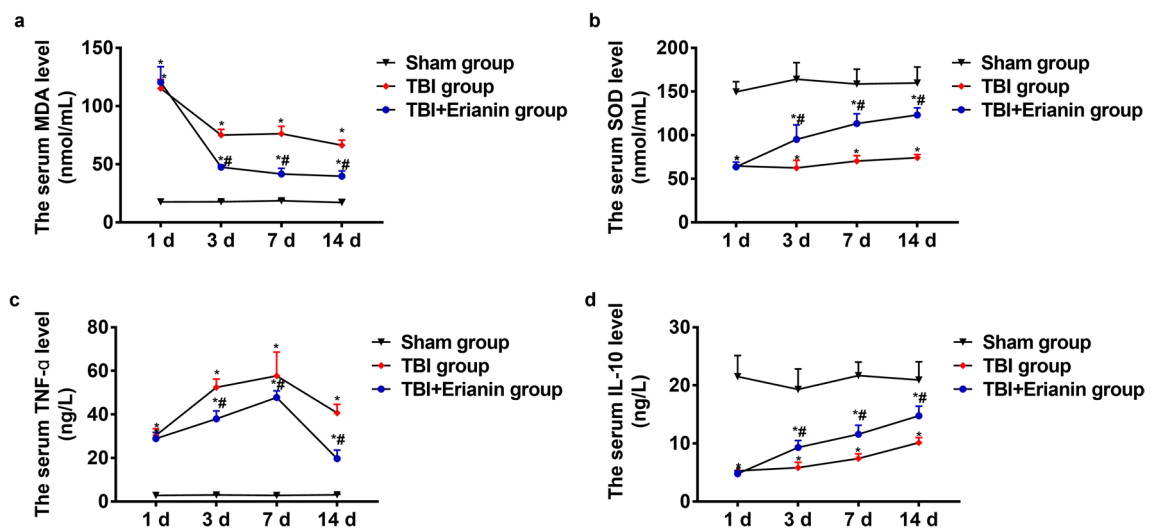 a
The serum MDA level
(nmol/mL)
150
100
50
0
1 d 3 d 7 d 14 d
* * * * *
*# *# *#
Sham group
TBI group
TBI+Erianin group
b
The serum SOD level
(nmol/mL)
200
150
100
50
0
1 d 3 d 7 d 14 d
*# *# *#
* * * *
Sham group
TBI group
TBI+Erianin group
c
The serum TNF-α level
(ng/L)
80
60
40
20
0
1 d 3 d 7 d 14 d
* * * *
*# *# *#
Sham group
TBI group
TBI+Erianin group
d
The serum IL-10 level
(ng/L)
30
20
10
0
1 d 3 d 7 d 14 d
*# *# *#
* * * *
Sham group
TBI group
TBI+Erianin group